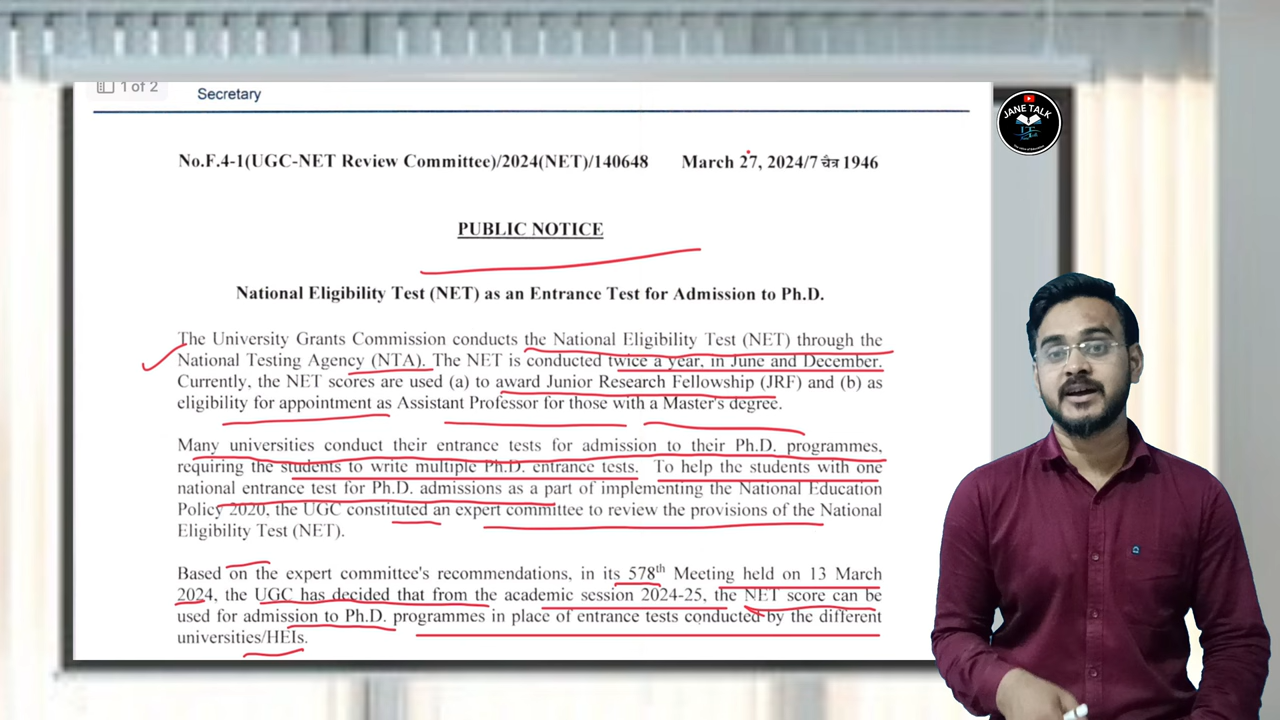 1 of 2
Secretary
JANE TALK
No.F.4-1(UGC-NET Review Committee)/2024(NET)/140648 March 27, 2024/7 चैत्र 1946
PUBLIC NOTICE
National Eligibility Test (NET) as an Entrance Test for Admission to Ph.D.
The University Grants Commission conducts the National Eligibility Test (NET) through the
National Testing Agency (NTA). The NET is conducted twice a year, in June and December.
Currently, the NET scores are used (a) to award Junior Research Fellowship (JRF) and (b) as
eligibility for appointment as Assistant Professor for those with a Master's degree.
Many universities conduct their entrance tests for admission to their Ph.D. programmes,
requiring the students to write multiple Ph.D. entrance tests. To help the students with one
national entrance test for Ph.D. admissions as a part of implementing the National Education
Policy 2020, the UGC constituted an expert committee to review the provisions of the National
Eligibility Test (NET).
Based on the expert committee's recommendations, in its 578th Meeting held on 13 March
2024, the UGC has decided that from the academic session 2024-25, the NET score can be
used for admission to Ph.D. programmes in place of entrance tests conducted by the different
universities/HEIs.